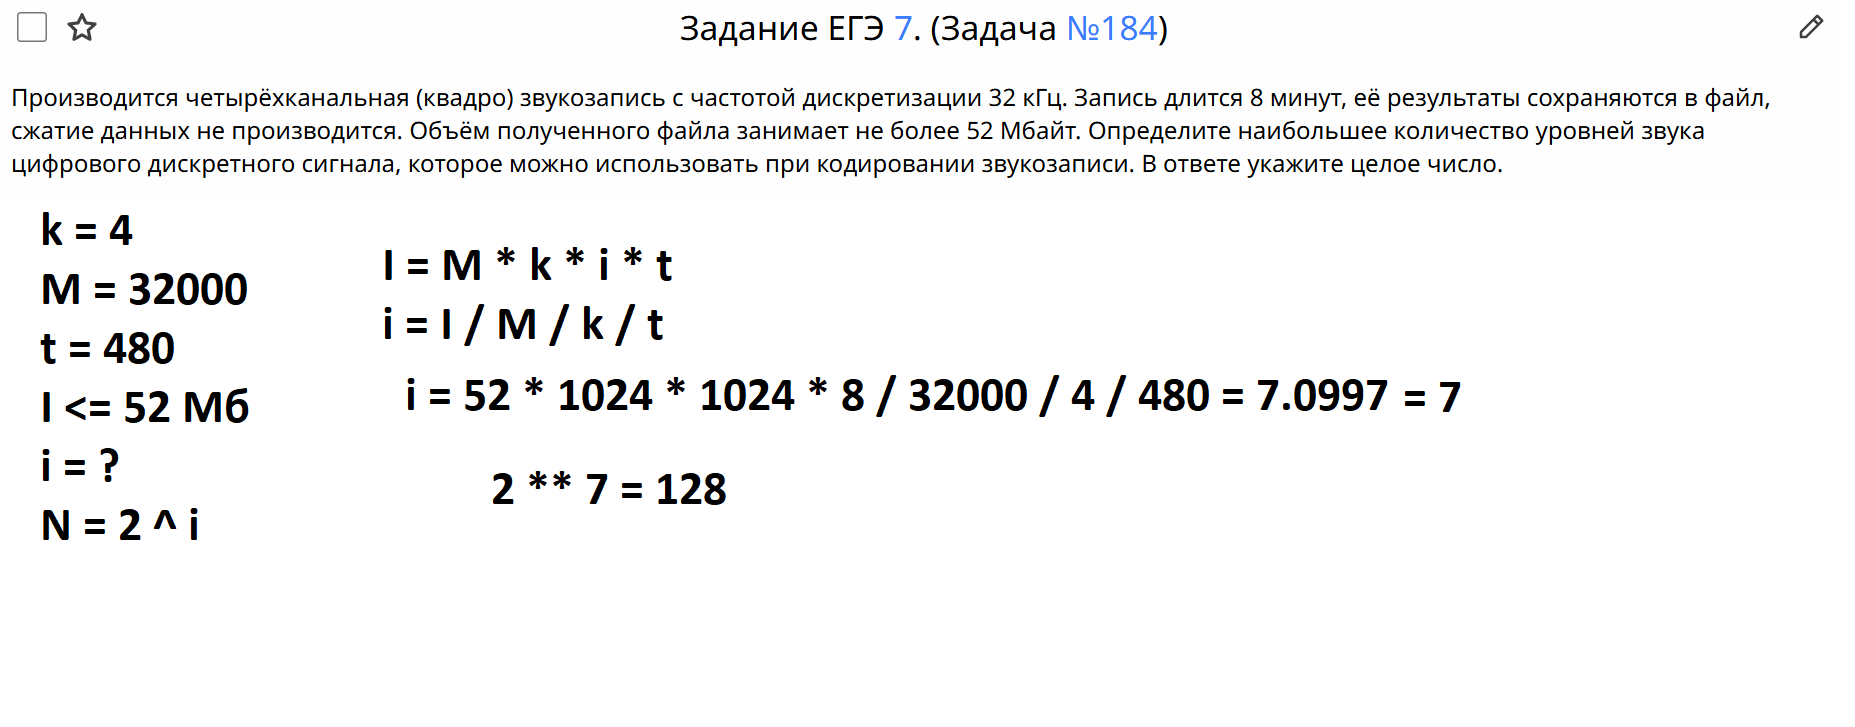 Задание ЕГЭ 7. (Задача №184)
Производится четырёхканальная (квадро) звукозапись с частотой дискретизации 32 кГц. Запись длится 8 минут, её результаты сохраняются в файл,
сжатие данных не производится. Объём полученного файла занимает не более 52 Мбайт. Определите наибольшее количество уровней звука
цифрового дискретного сигнала, которое можно использовать при кодировании звукозаписи. В ответе укажите целое число.
k = 4
M = 32000
t = 480
I <= 52 Мб
i = ?
N = 2 ^ i
I = M * k * i * t
i = I / M / k / t
i = 52 * 1024 * 1024 * 8 / 32000 / 4 / 480 = 7.0997 = 7
2 ** 7 = 128